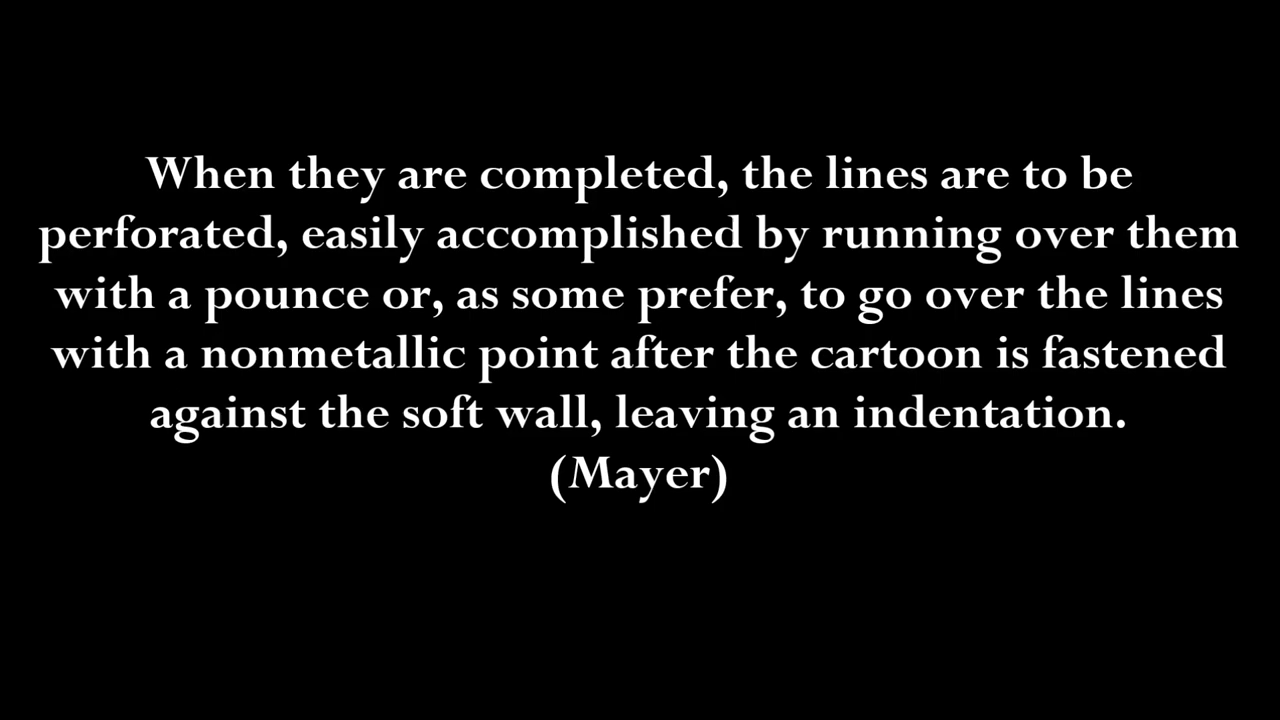 When they are completed, the lines are to be
perforated, easily accomplished by running over them
with a pounce or, as some prefer, to go over the lines
with a nonmetallic point after the cartoon is fastened
against the soft wall, leaving an indentation.
(Mayer)